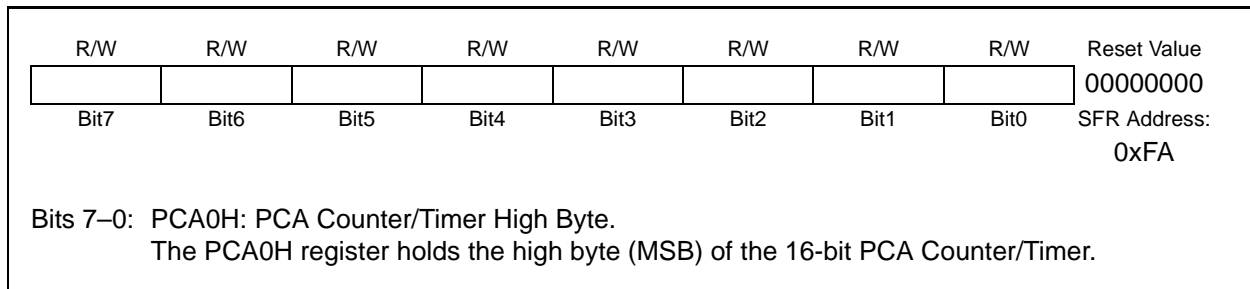 R/W R/W R/W R/W R/W R/W R/W R/W Reset Value
00000000
Bit7 Bit6 Bit5 Bit4 Bit3 Bit2 Bit1 Bit0 SFR Address:
0xFA
Bits 7–0: PCA0H: PCA Counter/Timer High Byte.
The PCA0H register holds the high byte (MSB) of the 16-bit PCA Counter/Timer.